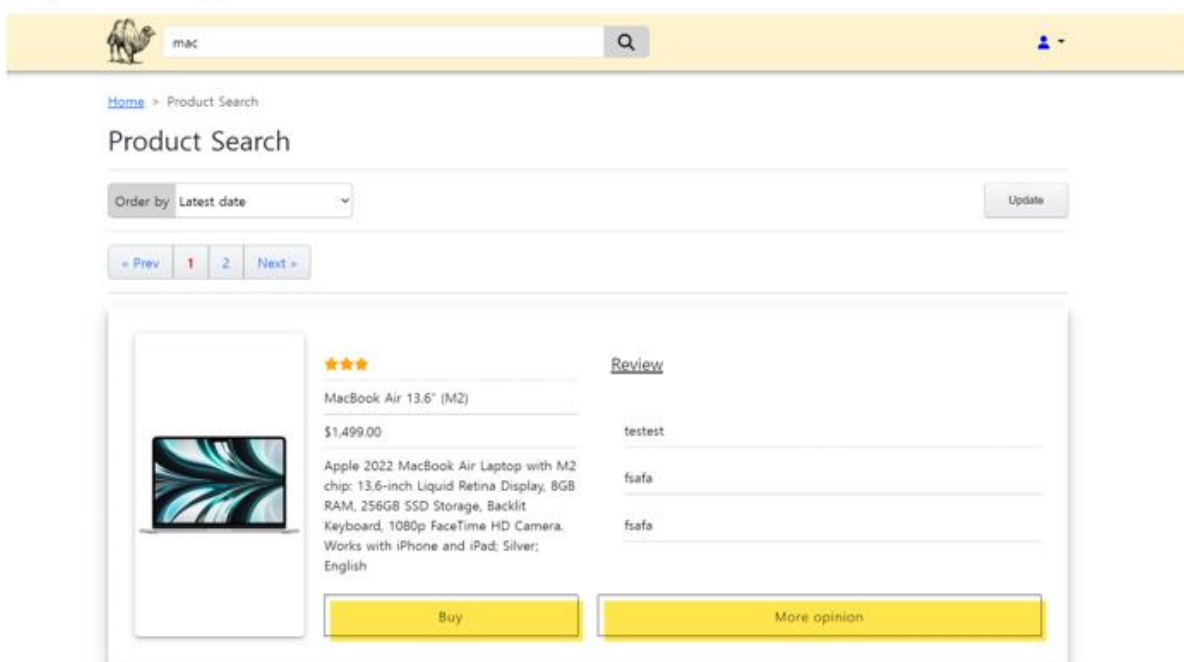 mac
Home > Product Search
Product Search
Order by Latest date
Update
« Prev 1 2 Next »
Review
MacBook Air 13.6" (M2)
$1,499.00
testest
Apple 2022 MacBook Air Laptop with M2
chip: 13.6-inch Liquid Retina Display, 8GB
fsafa
RAM, 256GB SSD Storage, Backlit
Keyboard, 1080p FaceTime HD Camera.
fsafa
Works with iPhone and iPad; Silver;
English
Buy
More opinion